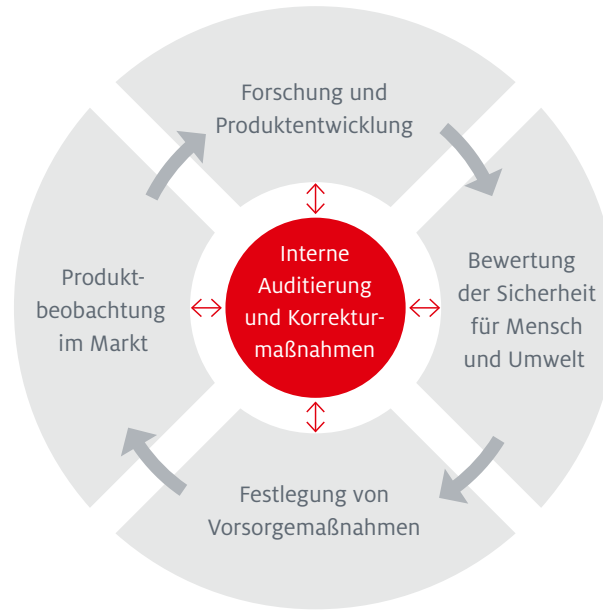 Forschung und
Produktentwicklung
Bewertung
der Sicherheit
für Mensch
und Umwelt
Festlegung von
Vorsorgemaßnahmen
Produkt-
beobachtung
im Markt
Interne
Auditierung
und Korrektur-
maßnahmen